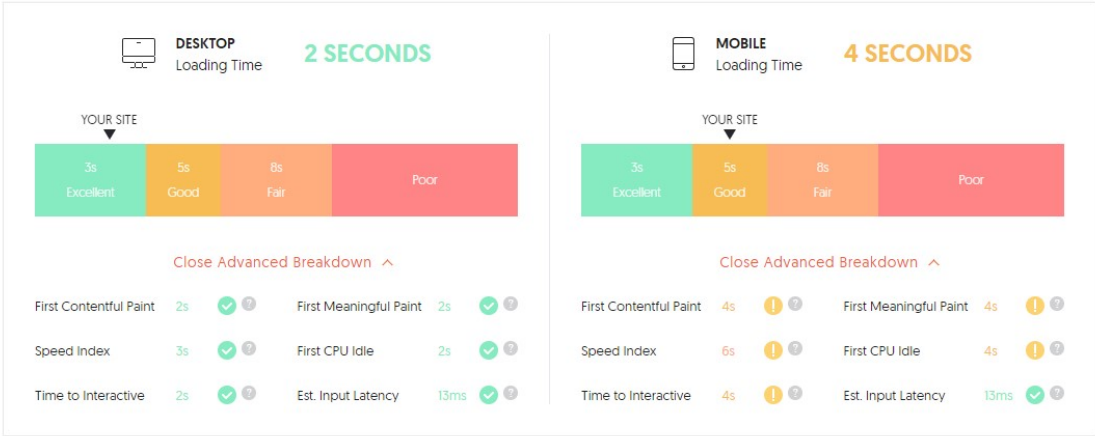 DESKTOP
Loading Time
2 SECONDS
YOUR SITE
3s
Excellent
5s
Good
8s
Fair
Poor
Close Advanced Breakdown
First Contentful Paint 2s ?
First Meaningful Paint 2s ?
Speed Index 3s ?
First CPU Idle 2s ?
Time to Interactive 2s ?
Est. Input Latency 13ms ?
MOBILE
Loading Time
4 SECONDS
YOUR SITE
3s
Excellent
5s
Good
8s
Fair
Poor
Close Advanced Breakdown
First Contentful Paint 4s ! ?
First Meaningful Paint 4s ! ?
Speed Index 6s ! ?
First CPU Idle 4s ! ?
Time to Interactive 4s ! ?
Est. Input Latency 13ms ?